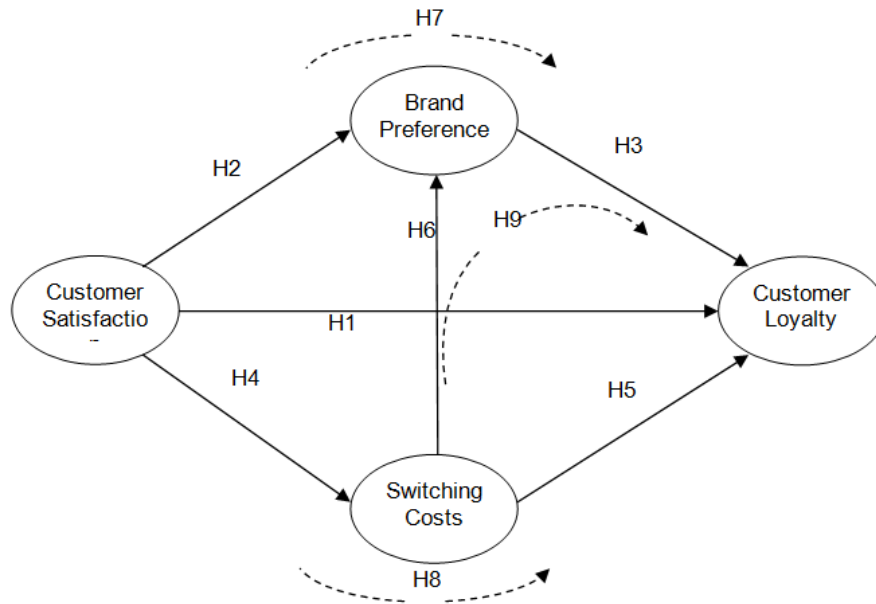 H7
Brand
Preference
H2
H3
H6
H9
Customer
Satisfactio
Customer
Loyalty
H1
H4
H5
Switching
Costs
H8